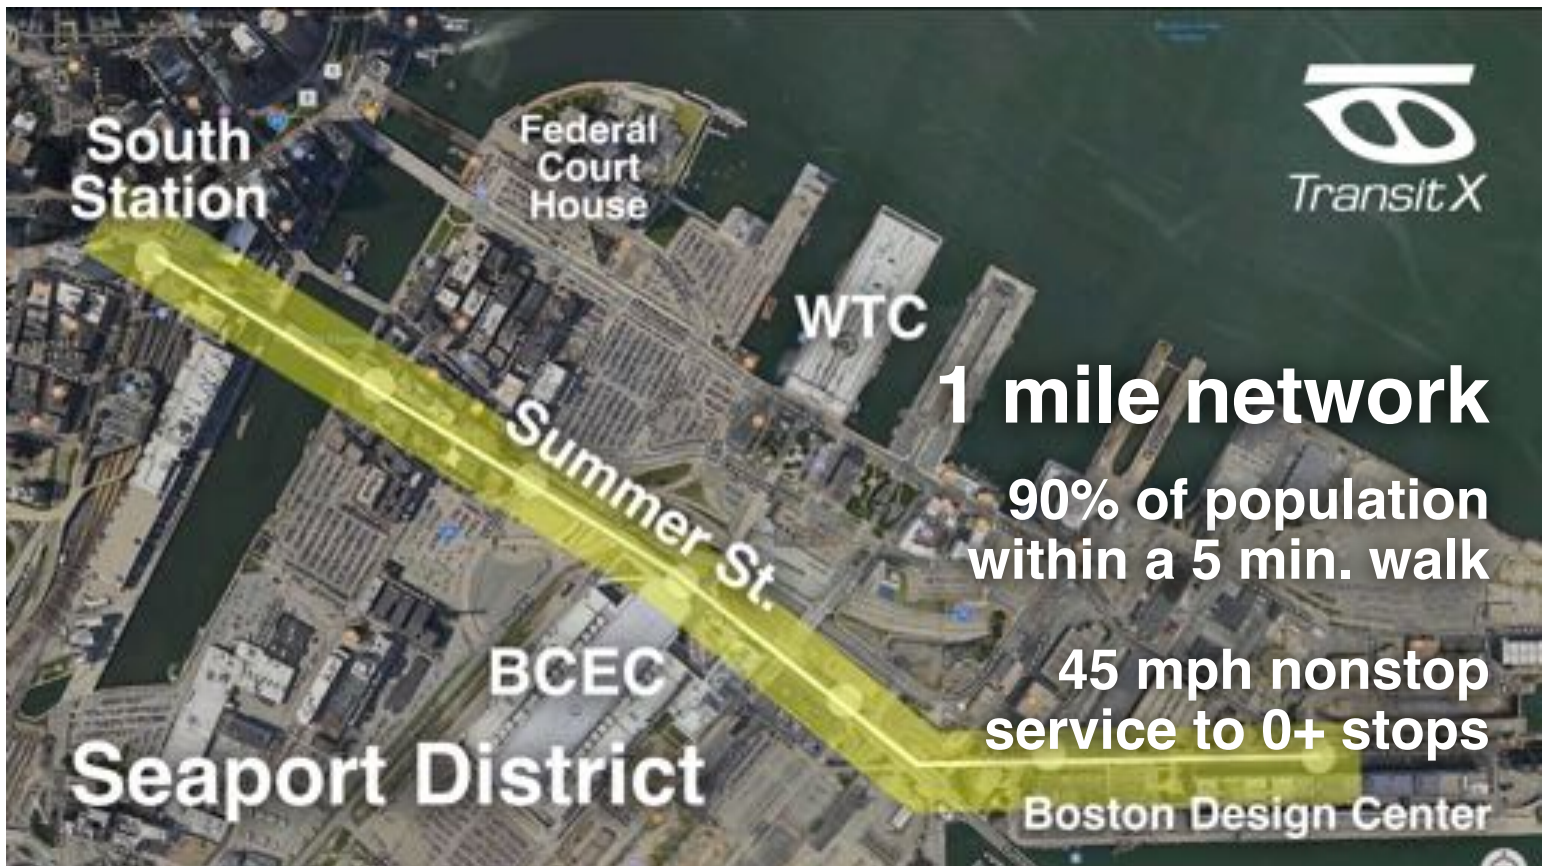 South
Station
Federal
Court
House
TransitX
WTC
1 mile network
Summer St.
90% of population
within a 5 min. walk
BCEC
45 mph nonstop
service to 0+ stops
Seaport District
Boston Design Center